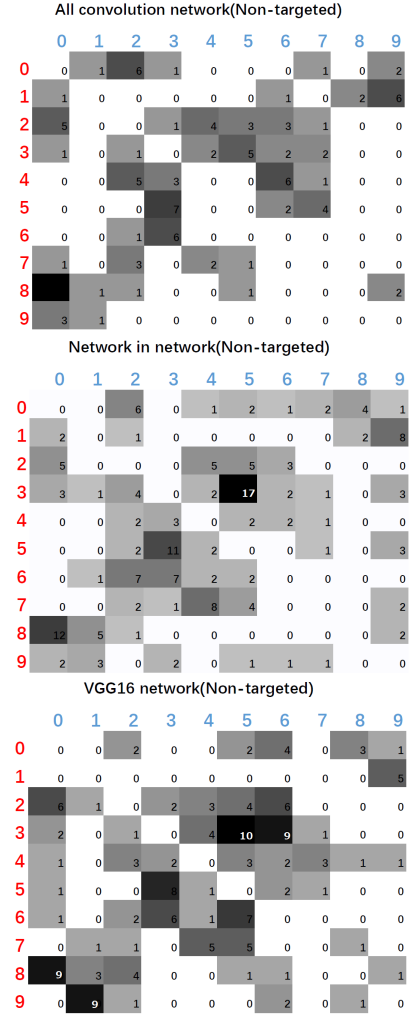 All convolution network(Non-targeted)
0 1 2 3 4 5 6 7 8 9
0 0 1 6 1 0 0 0 1 0 2
1 1 0 0 0 0 0 1 0 2 6
2 5 0 0 1 4 3 3 1 0 0
3 1 0 1 0 2 5 2 2 0 0
4 0 0 5 3 0 0 6 1 0 0
5 0 0 0 7 0 0 2 4 0 0
6 0 0 1 6 0 0 0 0 0 0
7 1 0 3 0 2 1 0 0 0 0
8 1 1 0 0 1 0 0 0 2
9 3 1 0 0 0 0 0 0 0 0
Network in network(Non-targeted)
0 1 2 3 4 5 6 7 8 9
0 0 0 6 0 1 2 1 2 4 1
1 2 0 1 0 0 0 0 0 2 8
2 5 0 0 0 5 5 3 0 0 0
3 3 1 4 0 2 17 2 1 0 3
4 0 0 2 3 0 2 2 1 0 0
5 0 0 2 11 2 0 0 1 0 3
6 0 1 7 7 2 2 0 0 0 0
7 0 0 2 1 8 4 0 0 0 2
8 12 5 1 0 0 0 0 0 0 2
9 2 3 0 2 0 1 1 1 0 0
VGG16 network(Non-targeted)
0 1 2 3 4 5 6 7 8 9
0 0 0 2 0 0 2 4 0 3 1
1 0 0 0 0 0 0 0 0 0 5
2 6 1 0 2 3 4 6 0 0 0
3 2 0 1 0 4 10 9 1 0 0
4 1 0 3 2 0 3 2 3 1 1
5 1 0 0 8 1 0 2 1 0 0
6 1 0 2 6 1 7 0 0 0 0
7 0 1 1 0 5 5 0 0 1 0
8 9 3 4 0 0 1 1 0 0 1
9 0 9 1 0 0 0 2 0 1 0